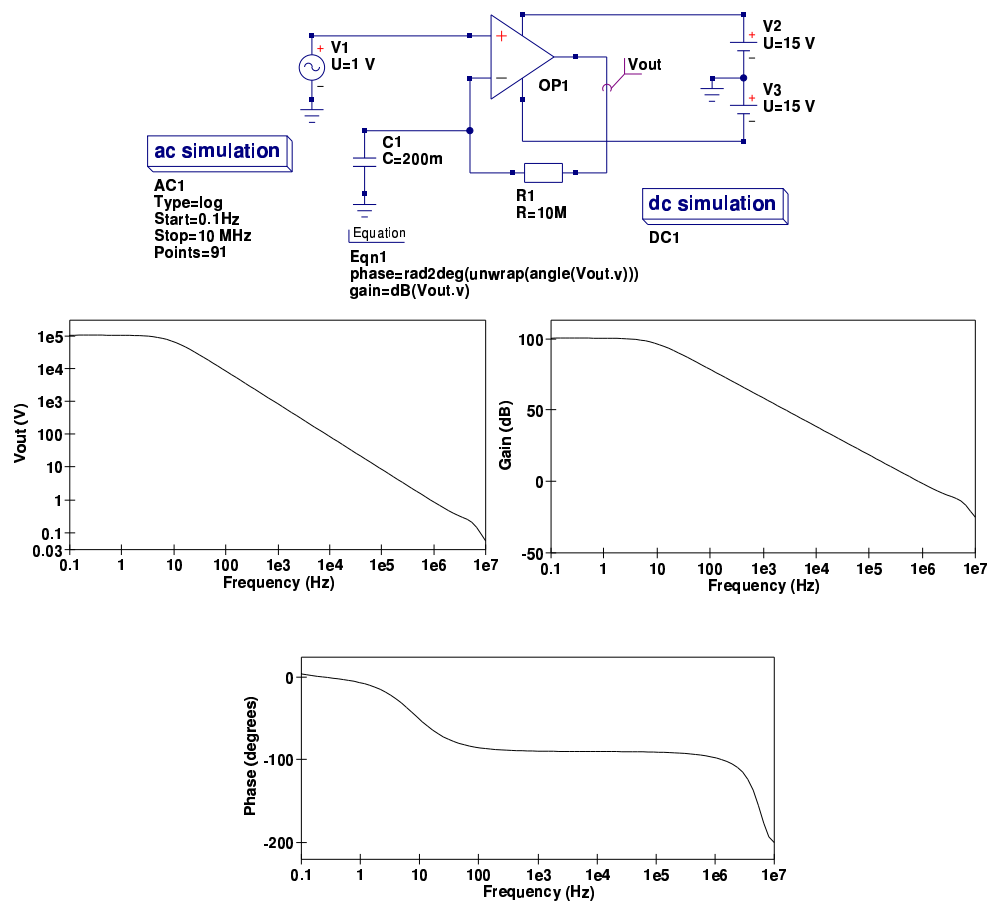 V1
U=1 V
+
−
+
−
OP1
Vout
V2
+
U=15 V
−
V3
+
U=15 V
−
C1
C=200m
R1
R=10M
ac simulation
AC1
Type=log
Start=0.1Hz
Stop=10 MHz
Points=91
dc simulation
DC1
Equation
Eqn1
phase=rad2deg(unwrap(angle(Vout.v)))
gain=dB(Vout.v)
Vout (V)
1e5
1e4
1e3
100
10
1
0.1
0.03
0.1 1 10 100 1e3 1e4 1e5 1e6 1e7
Frequency (Hz)
Gain (dB)
100
50
0
-50
0.1 1 10 100 1e3 1e4 1e5 1e6 1e7
Frequency (Hz)
Phase (degrees)
0
-100
-200
0.1 1 10 100 1e3 1e4 1e5 1e6 1e7
Frequency (Hz)